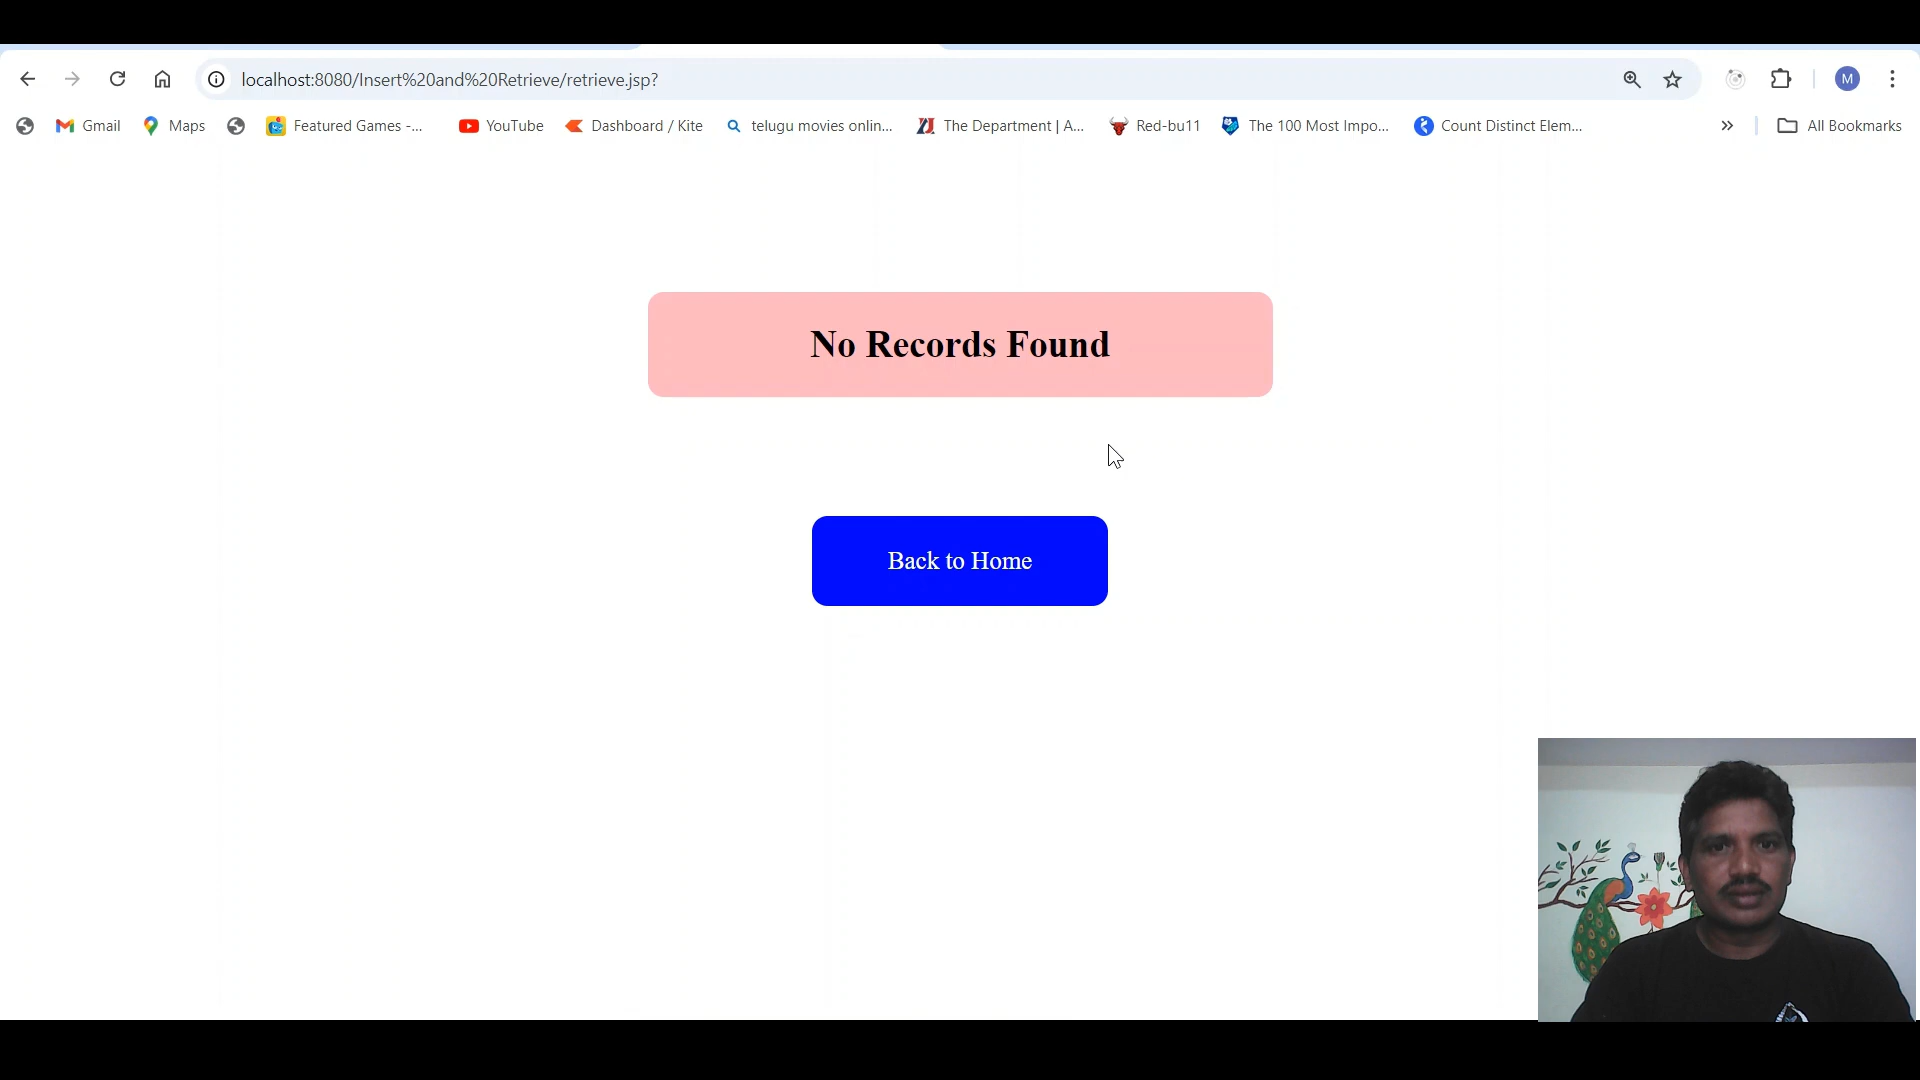 localhost:8080/Insert%20and%20Retrieve/retrieve.jsp?
M
Gmail
Maps
Featured Games -...
YouTube
Dashboard / Kite
telugu movies onlin...
The Department | A...
Red-bu11
The 100 Most Impo...
Count Distinct Elem...
All Bookmarks
No Records Found
Back to Home